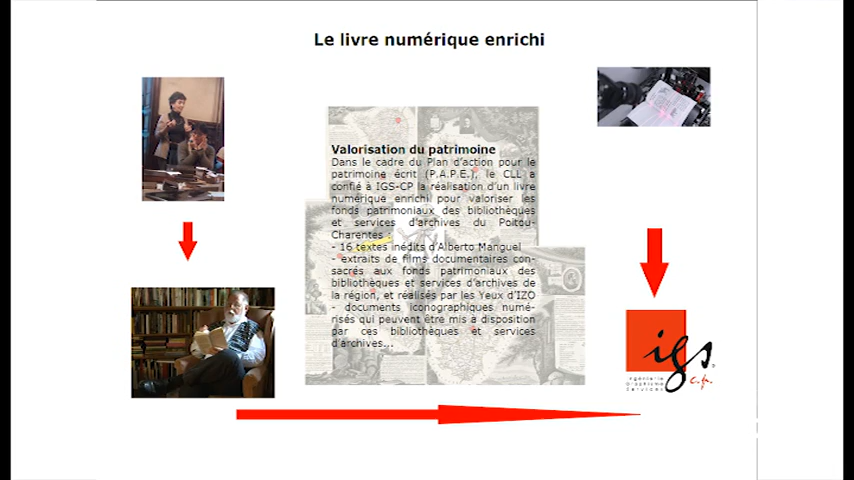 Le livre numérique enrichi
Valorisation du patrimoine
Dans le cadre du Plan d'action pour le
patrimoine écrit (P.A.P.E.), le CLL a
confié à IGS-CP la réalisation d'un livre
numérique enrichi pour valoriser les
fonds patrimoniaux des bibliothèques
et services d'archives du Poitou-
Charentes :
- 16 textes inédits d'Alberto Manguel
- extraits de films documentaires con-
sacrés aux fonds patrimoniaux des
bibliothèques et services d'archives de
la région, et réalisés par les Yeux d'IZO
- documents iconographiques numé-
risés qui peuvent être mis à disposition
par ces bibliothèques et services
d'archives...
igs
c.p.
Ingénierie
Graphisme
Services